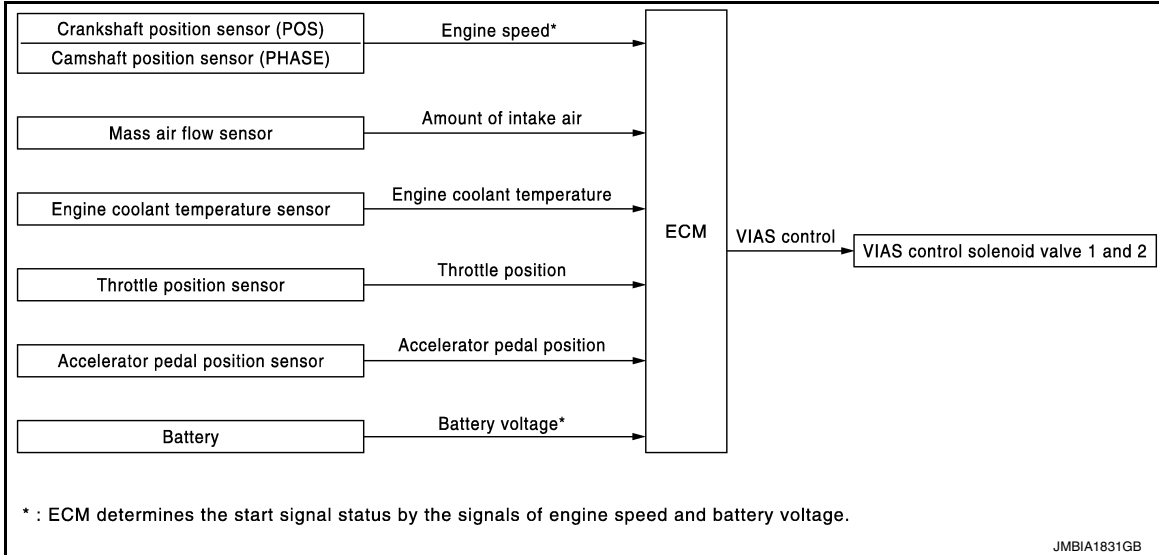 Crankshaft position sensor (POS)
Engine speed*
Camshaft position sensor (PHASE)
Mass air flow sensor
Amount of intake air
Engine coolant temperature sensor
Engine coolant temperature
ECM
VIAS control
VIAS control solenoid valve 1 and 2
Throttle position sensor
Throttle position
Accelerator pedal position sensor
Accelerator pedal position
Battery
Battery voltage*
* : ECM determines the start signal status by the signals of engine speed and battery voltage.
JMBIA1831GB